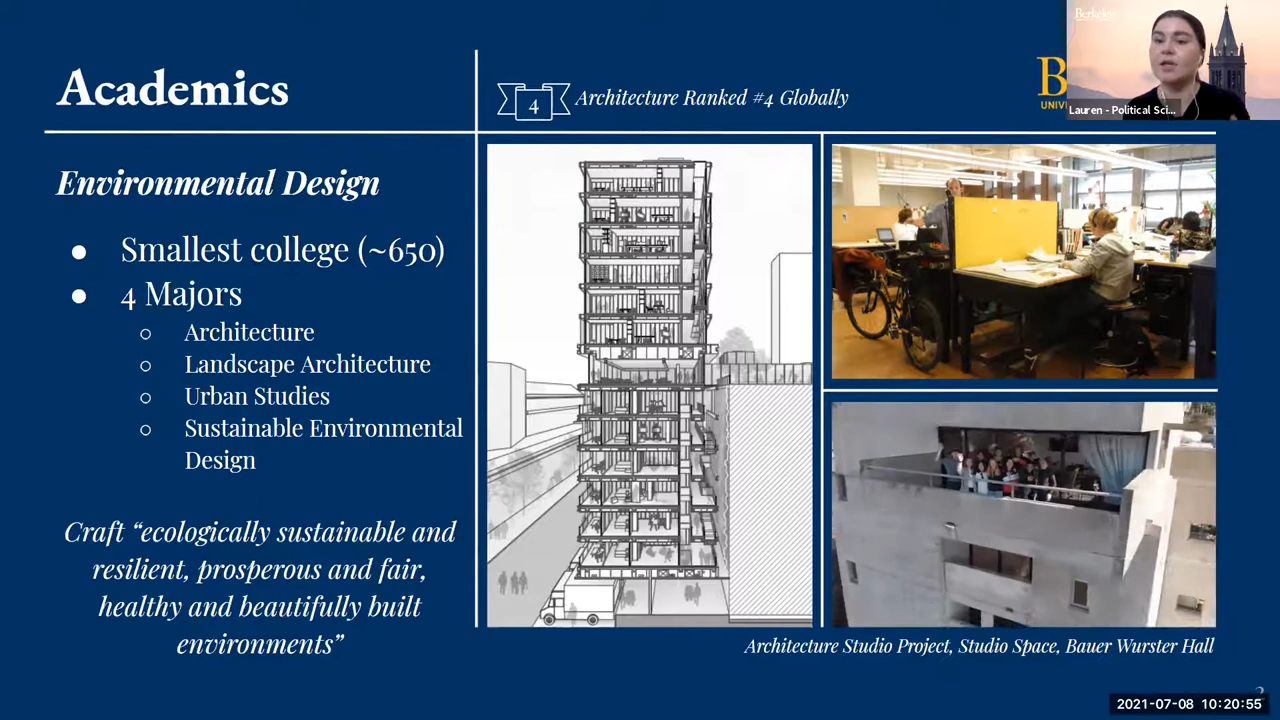 Academics
4
Architecture Ranked #4 Globally
B
UNIV
Berkeley
Lauren - Political Sci...
Environmental Design
● Smallest college (~650)
● 4 Majors
○ Architecture
○ Landscape Architecture
○ Urban Studies
○ Sustainable Environmental
Design
Craft “ecologically sustainable and
resilient, prosperous and fair,
healthy and beautifully built
environments”
Architecture Studio Project, Studio Space, Bauer Wurster Hall
2021-07-08 10:20:55